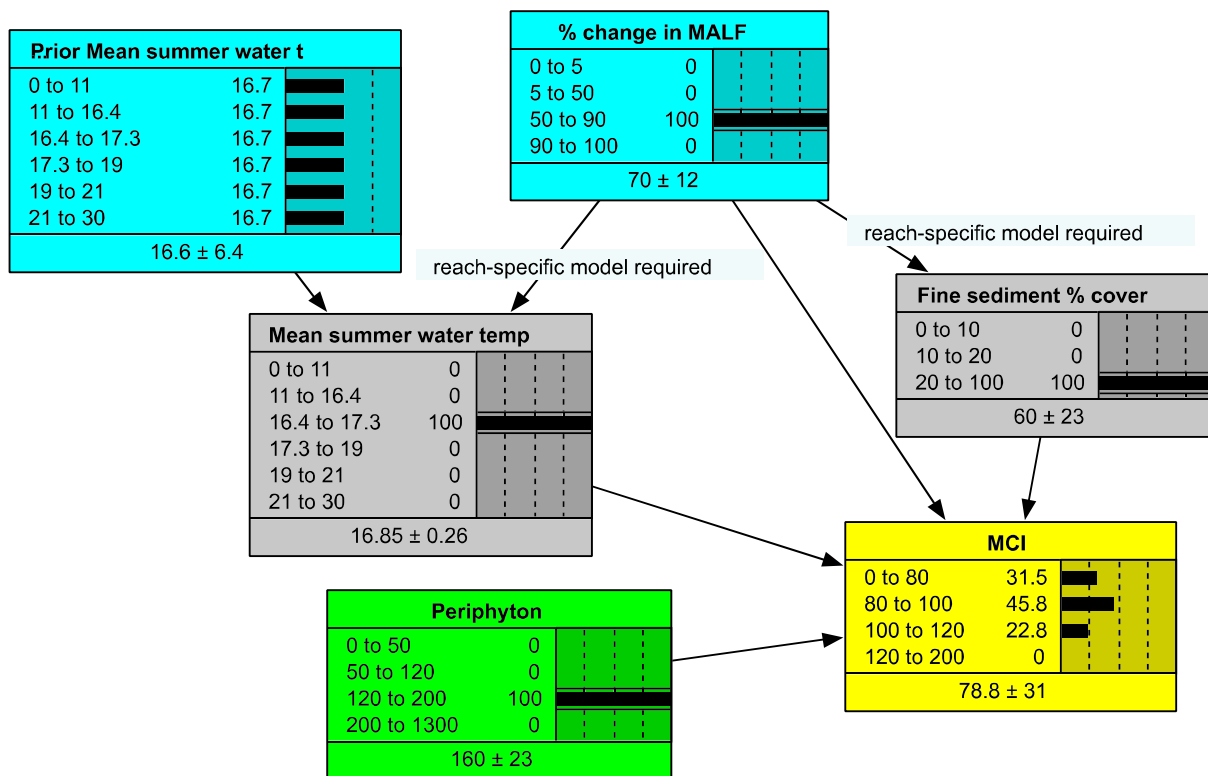 Prior Mean summer water t...
0 to 11 16.7
11 to 16.4 16.7
16.4 to 17.3 16.7
17.3 to 19 16.7
19 to 21 16.7
21 to 30 16.7
16.6 ± 6.4
% change in MALF
0 to 5 0
5 to 50 0
50 to 90 100
90 to 100 0
70 ± 12
reach-specific model required
reach-specific model required
Mean summer water temp
0 to 11 0
11 to 16.4 0
16.4 to 17.3 100
17.3 to 19 0
19 to 21 0
21 to 30 0
16.85 ± 0.26
Fine sediment % cover
0 to 10 0
10 to 20 0
20 to 100 100
60 ± 23
Periphyton
0 to 50 0
50 to 120 0
120 to 200 100
200 to 1300 0
160 ± 23
MCI
0 to 80 31.5
80 to 100 45.8
100 to 120 22.8
120 to 200 0
78.8 ± 31